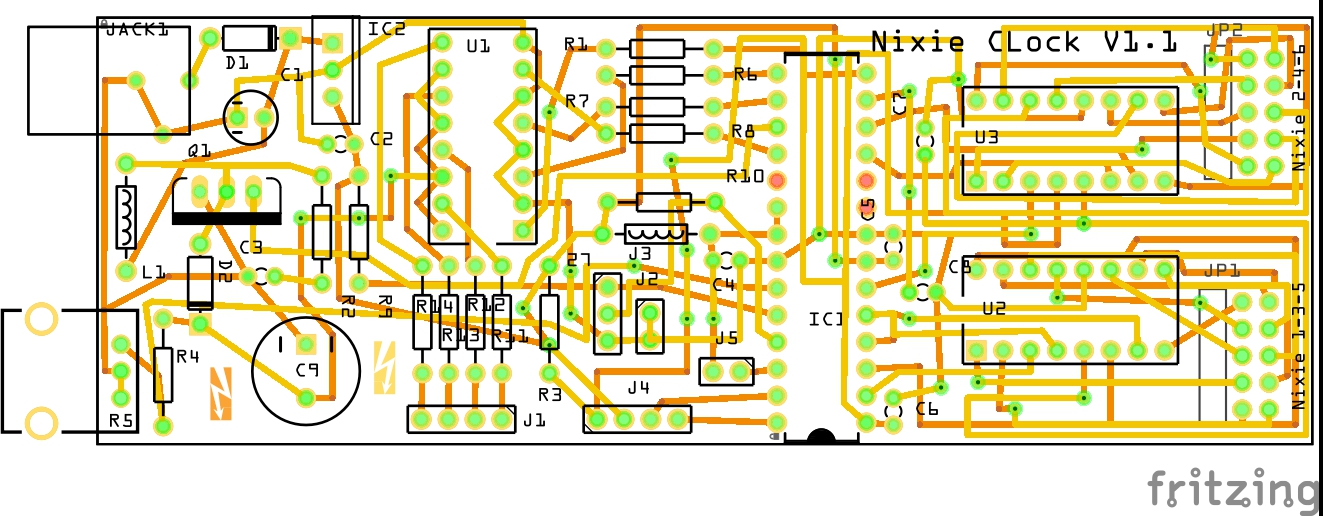 JACK1
IC2
Nixie CLock V1.1
JP2
D1
U1
R1
C1
R6
Nixie 2-4-6
R7
C7
C2
R8
U3
Q1
R10
C5
C3
J3
L1
D2
J2
C8
JP1
C4
R2
R9
R14
R12
IC1
U2
R13
R11
J5
Nixie 1-3-5
R4
C9
J4
R3
C6
R5
J1
fritzing